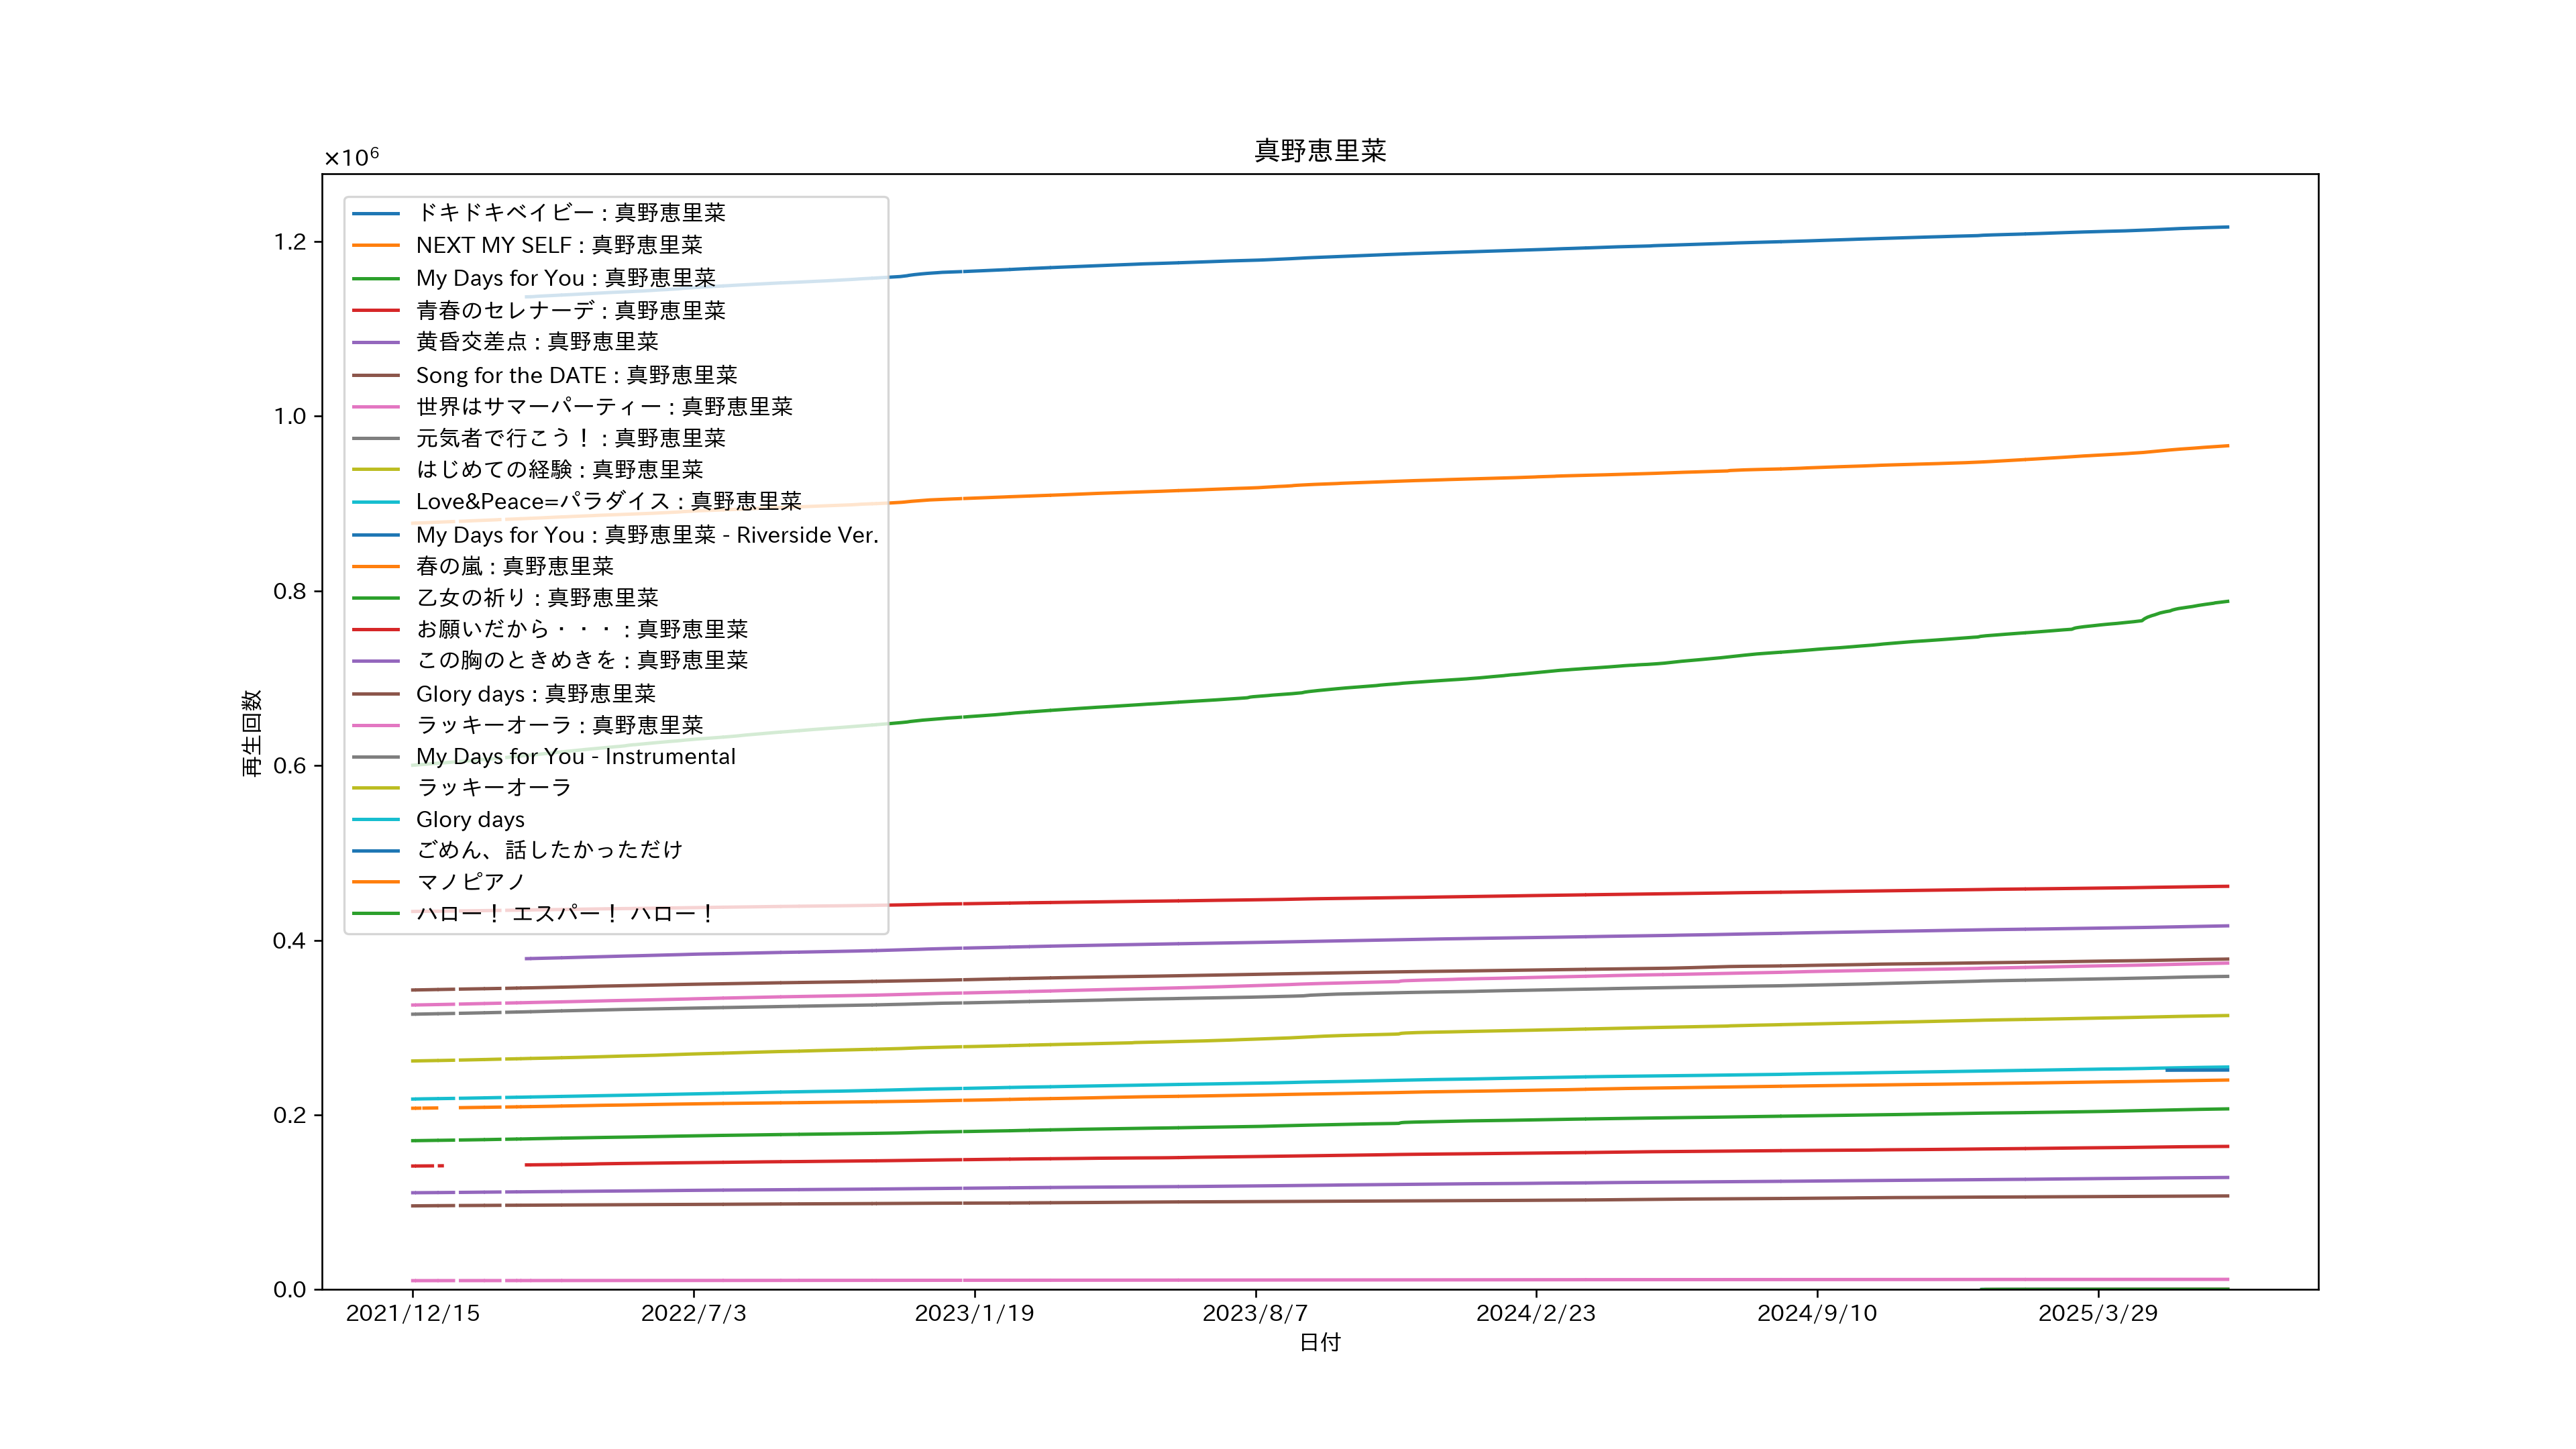 真野恵里菜
×10⁶
ドキドキベイビー : 真野恵里菜
NEXT MY SELF : 真野恵里菜
My Days for You : 真野恵里菜
青春のセレナーデ : 真野恵里菜
黄昏交差点 : 真野恵里菜
Song for the DATE : 真野恵里菜
世界はサマーパーティー : 真野恵里菜
元気者で行こう！ : 真野恵里菜
はじめての経験 : 真野恵里菜
Love&Peace=パラダイス : 真野恵里菜
My Days for You : 真野恵里菜 - Riverside Ver.
春の嵐 : 真野恵里菜
乙女の祈り : 真野恵里菜
お願いだから・・・ : 真野恵里菜
この胸のときめきを : 真野恵里菜
Glory days : 真野恵里菜
ラッキーオーラ : 真野恵里菜
My Days for You - Instrumental
ラッキーオーラ
Glory days
ごめん、話したかっただけ
マノピアノ
ハロー！ エスパー！ ハロー！
1.2
1.0
0.8
0.6
0.4
0.2
0.0
再生回数
2021/12/15
2022/7/3
2023/1/19
2023/8/7
2024/2/23
2024/9/10
2025/3/29
日付